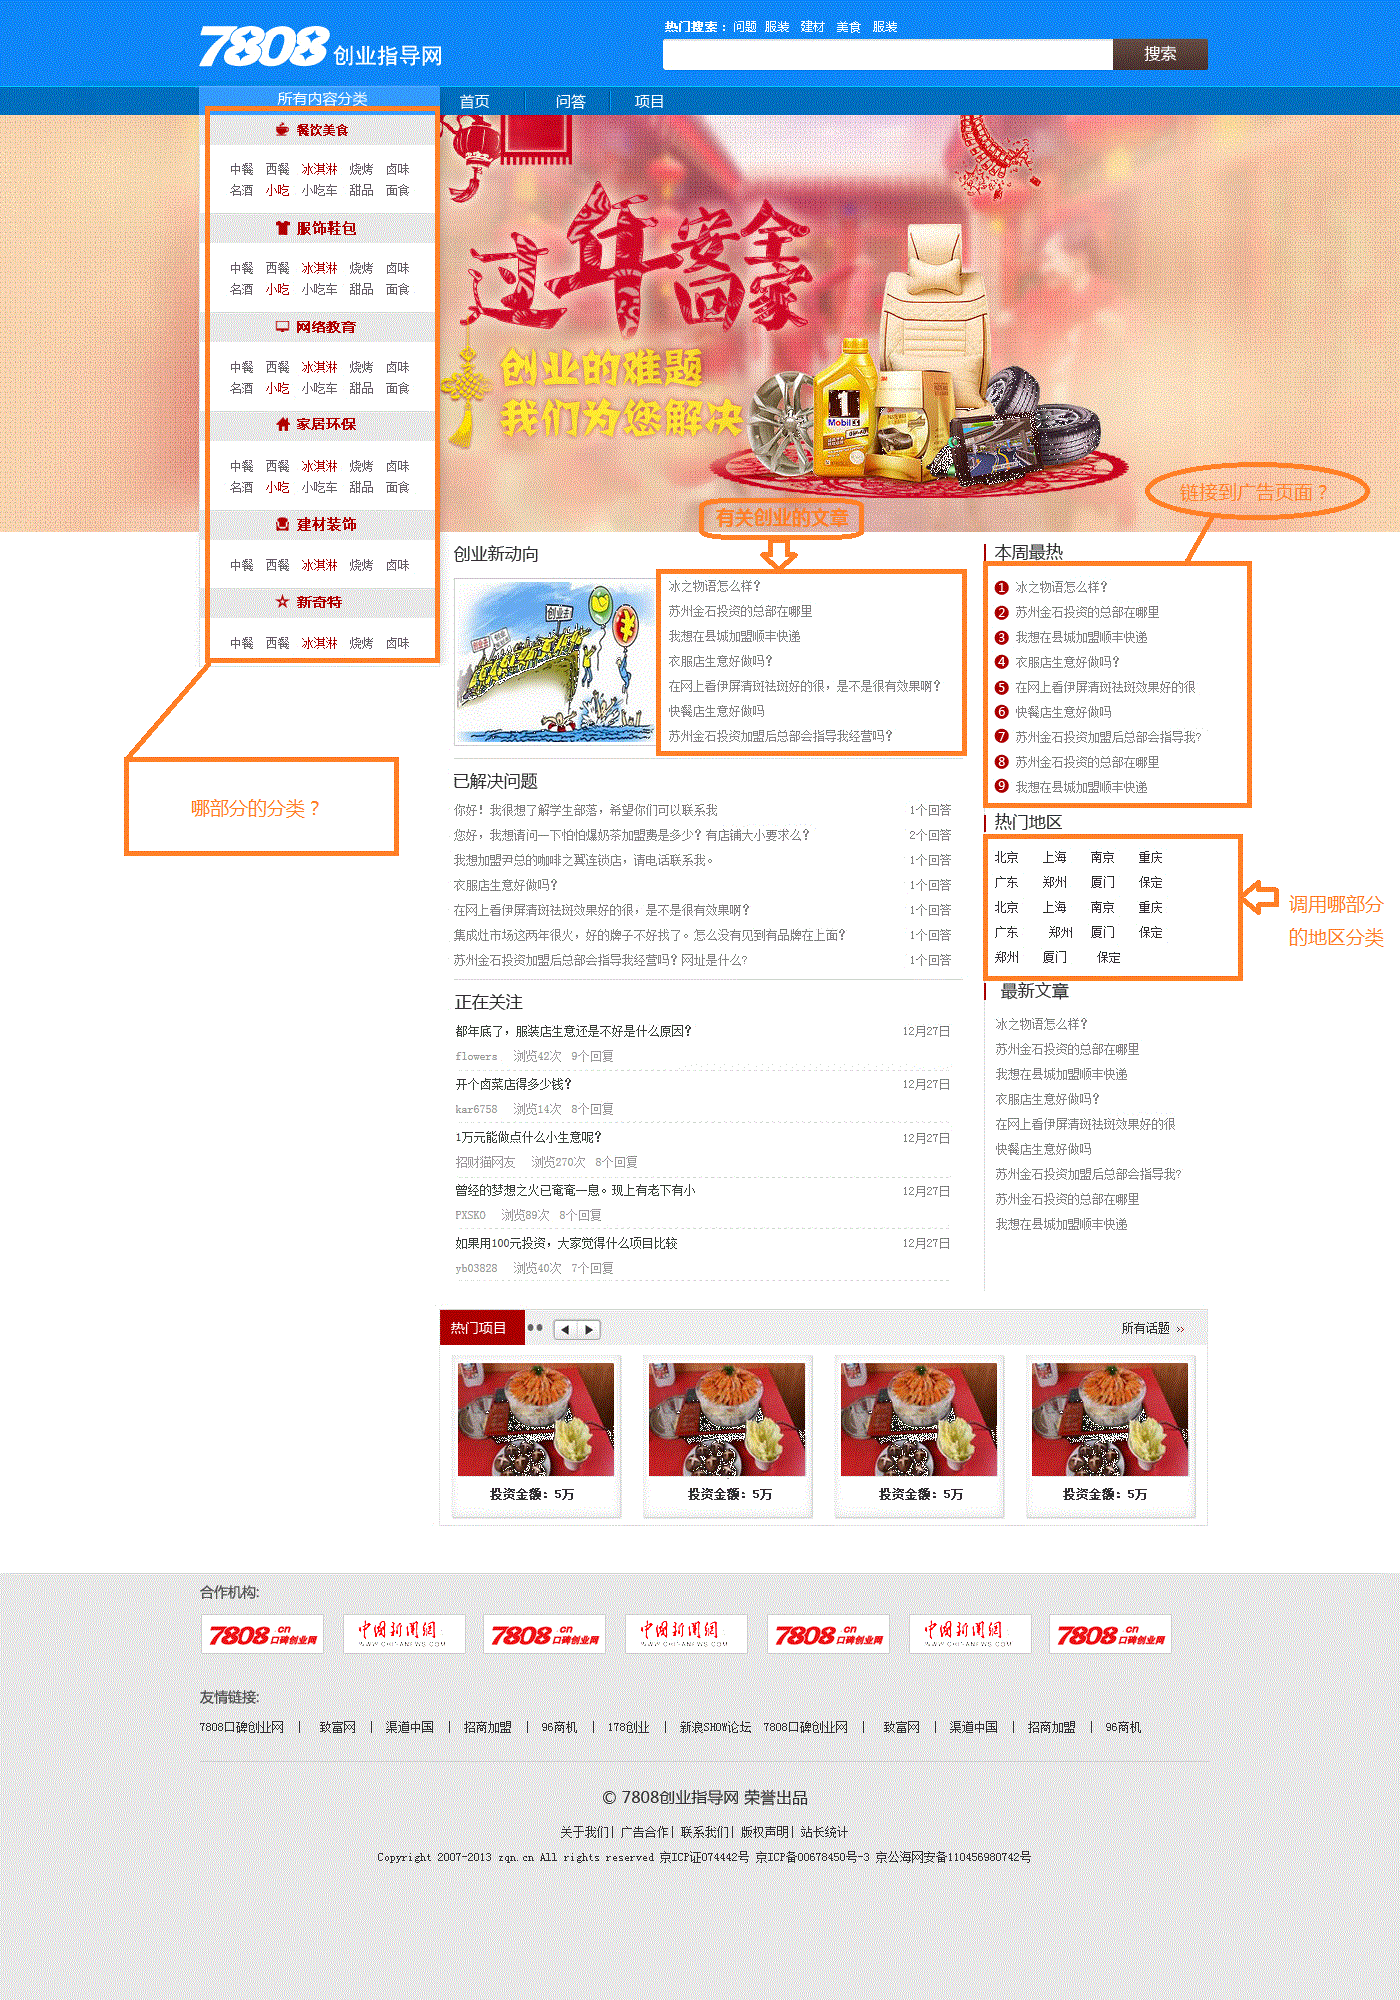 热门搜索： 问题 服装 建材 美食 服装
7808 创业指导网
搜索
所有内容分类 首页 问答 项目
餐饮美食
中餐 西餐 冰淇淋 烧烤 卤味
名酒 小吃 小吃车 甜品 面食
服饰鞋包
中餐 西餐 冰淇淋 烧烤 卤味
名酒 小吃 小吃车 甜品 面食
网络教育
中餐 西餐 冰淇淋 烧烤 卤味
名酒 小吃 小吃车 甜品 面食
家居环保
中餐 西餐 冰淇淋 烧烤 卤味
名酒 小吃 小吃车 甜品 面食
建材装饰
中餐 西餐 冰淇淋 烧烤 卤味
新奇特
中餐 西餐 冰淇淋 烧烤 卤味
哪部分的分类？
过年安全回家
创业的难题
我们为您解决
1
Mobil
有关创业的文章
链接到广告页面？
创业新动向
创业去
冰之物语怎么样?
苏州金石投资的总部在哪里
我想在县城加盟顺丰快递
衣服店生意好做吗?
在网上看伊屏清斑祛斑好的很, 是不是很有效果啊?
快餐店生意好做吗
苏州金石投资加盟后总部会指导我经营吗?
本周最热
1 冰之物语怎么样?
2 苏州金石投资的总部在哪里
3 我想在县城加盟顺丰快递
4 衣服店生意好做吗?
5 在网上看伊屏清斑祛斑效果好的很
6 快餐店生意好做吗
7 苏州金石投资加盟后总部会指导我?
8 苏州金石投资的总部在哪里
9 我想在县城加盟顺丰快递
已解决问题
你好! 我很想了解学生部落, 希望你们可以联系我 1个回答
您好, 我想请问一下怕怕爆奶茶加盟费是多少? 有店铺大小要求么? 2个回答
我想加盟尹总的咖啡之翼连锁店, 请电话联系我。 1个回答
衣服店生意好做吗? 1个回答
在网上看伊屏清斑祛斑效果好的很, 是不是很有效果啊? 1个回答
集成灶市场这两年很火, 好的牌子不好找了。怎么没有见到有品牌在上面? 1个回答
苏州金石投资加盟后总部会指导我经营吗? 网址是什么? 1个回答
热门地区
北京 上海 南京 重庆
广东 郑州 厦门 保定
北京 上海 南京 重庆
广东 郑州 厦门 保定
郑州 厦门 保定
调用哪部分
的地区分类
正在关注
都年底了, 服装店生意还是不好是什么原因? 12月27日
flowers 浏览42次 9个回复
开个卤菜店得多少钱? 12月27日
kar6758 浏览14次 8个回复
1万元能做点什么小生意呢? 12月27日
招财猫网友 浏览270次 8个回复
曾经的梦想之火已奄奄一息。现上有老下有小 12月27日
PXSKO 浏览89次 8个回复
如果用100元投资, 大家觉得什么项目比较 12月27日
yb03828 浏览40次 7个回复
最新文章
冰之物语怎么样?
苏州金石投资的总部在哪里
我想在县城加盟顺丰快递
衣服店生意好做吗?
在网上看伊屏清斑祛斑效果好的很
快餐店生意好做吗
苏州金石投资加盟后总部会指导我?
苏州金石投资的总部在哪里
我想在县城加盟顺丰快递
热门项目 所有话题 »
投资金额: 5万 投资金额: 5万 投资金额: 5万 投资金额: 5万
合作机构:
7808.cn 口碑创业网 中国新闻網 WWW.CHINANEWS.COM 7808.cn 口碑创业网 中国新闻網 WWW.CHINANEWS.COM 7808.cn 口碑创业网 中国新闻網 WWW.CHINANEWS.COM 7808.cn 口碑创业网
友情链接:
7808口碑创业网 | 致富网 | 渠道中国 | 招商加盟 | 96商机 | 178创业 | 新浪SHOW论坛 7808口碑创业网 | 致富网 | 渠道中国 | 招商加盟 | 96商机
© 7808创业指导网 荣誉出品
关于我们| 广告合作| 联系我们| 版权声明| 站长统计
Copyright 2007-2013 zqn.cn All rights reserved 京ICP证074442号 京ICP备00678450号-3 京公海网安备110456980742号